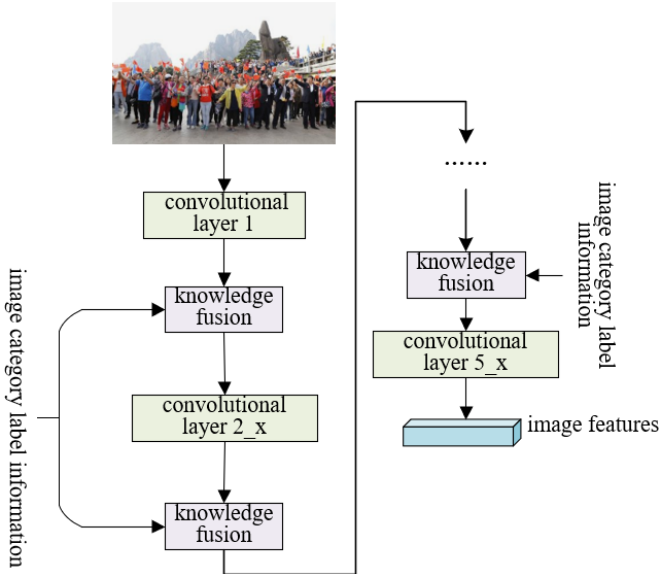 convolutional
layer 1
knowledge
fusion
convolutional
layer 2_x
knowledge
fusion
image category label information
......
knowledge
fusion
image category label
information
convolutional
layer 5_x
image features